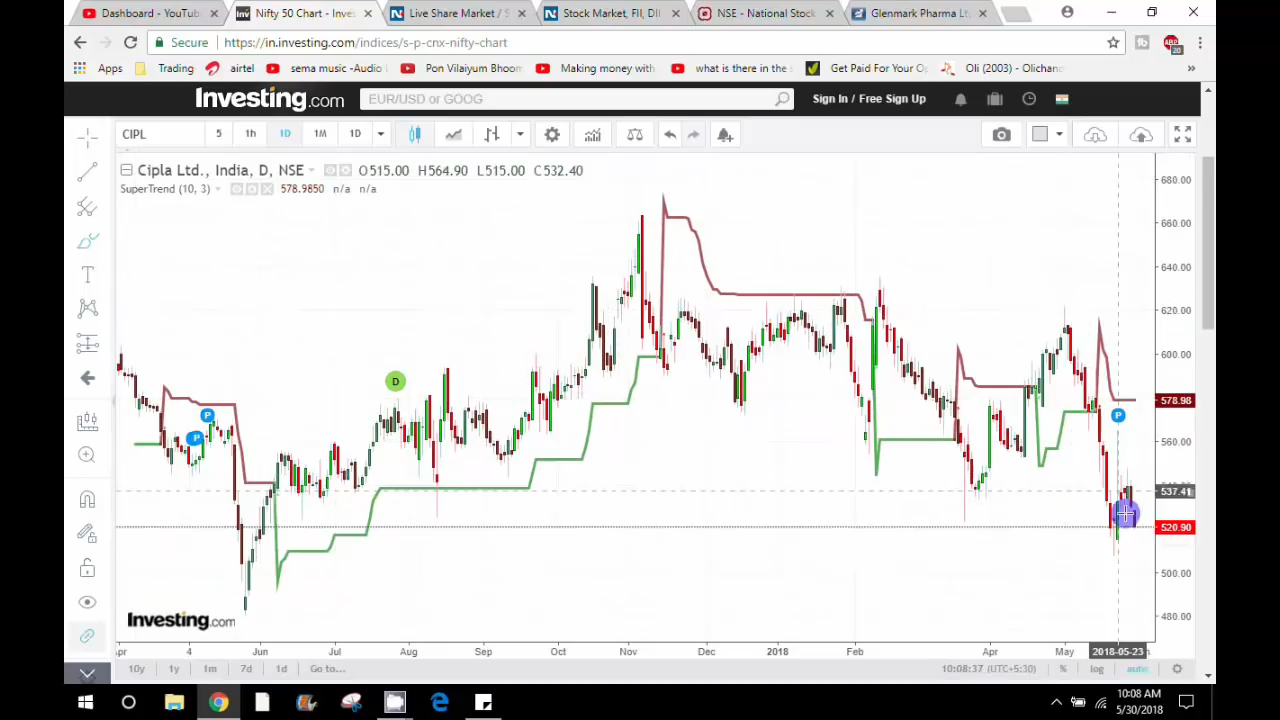 Dashboard - YouTub
Nifty 50 Chart - Inves
Live Share Market / S
Stock Market, FII, DII
NSE - National Stock
Glenmark Pharma Lt
Secure
https://in.investing.com/indices/s-p-cnx-nifty-chart
20
Apps
Trading
airtel
sema music -Audio
Pon Vilaiyum Bhoom
Making money with
what is there in the s
Get Paid For Your Op
Oli (2003) - Olichand
»
Investing.com
EUR/USD or GOOG
Sign In / Free Sign Up
CIPL
5
1h
1D
1M
1D
Cipla Ltd., India, D, NSE
O515.00 H564.90 L515.00 C532.40
SuperTrend (10, 3)
578.9850 n/a n/a
680.00
660.00
640.00
620.00
600.00
D
578.98
P
P
P
560.00
537.41
520.90
500.00
480.00
Investing.com
4
Jun
Jul
Aug
Sep
Oct
Nov
Dec
2018
Feb
Apr
May
2018-05-23
10y
1y
1m
7d
1d
Go to...
10:08:37 (UTC+5:30)
%
log
auto
10:08 AM
5/30/2018